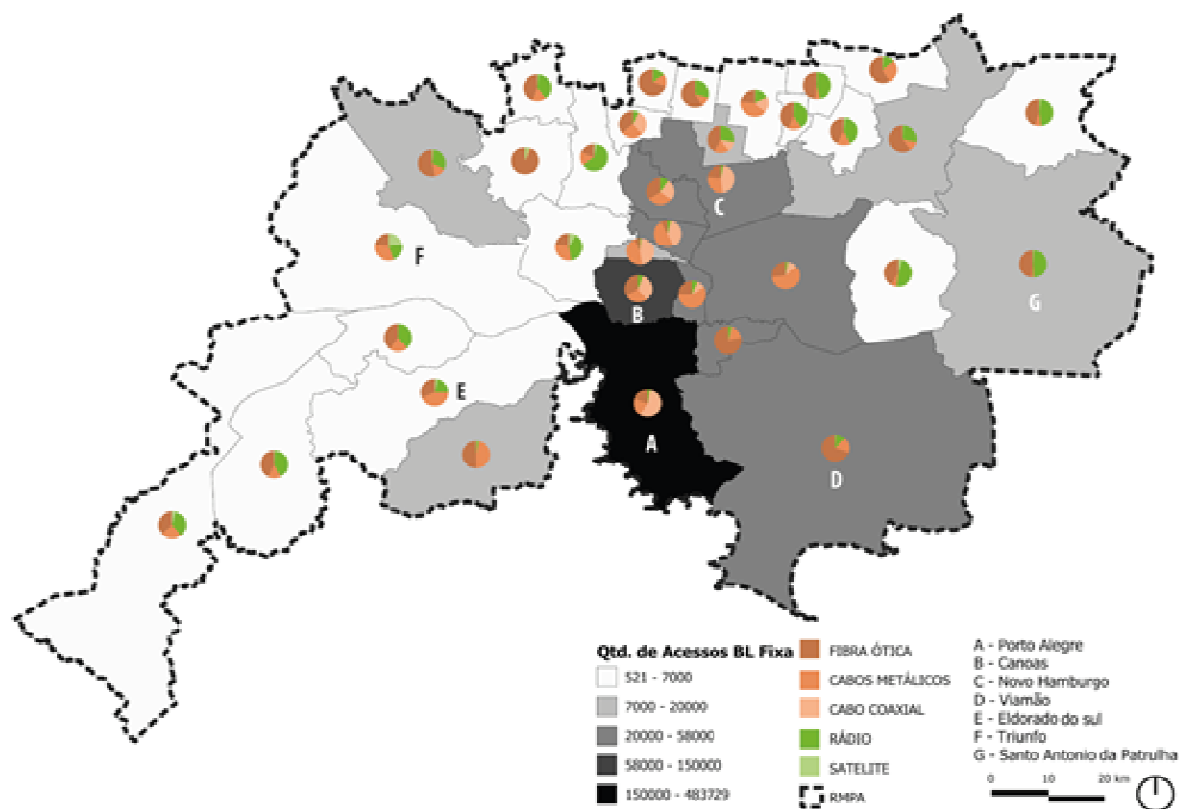 F
C
G
B
E
A
D
Qtd. de Acessos BL Fixa
521 - 7000
7000 - 20000
20000 - 58000
58000 - 150000
150000 - 483729
FIBRA ÓTICA
CABOS METÁLICOS
CABO COAXIAL
RÁDIO
SATELITE
RMPA
A - Porto Alegre
B - Canoas
C - Novo Hamburgo
D - Viamão
E - Eldorado do sul
F - Triunfo
G - Santo Antonio da Patrulha
0 10 20 km